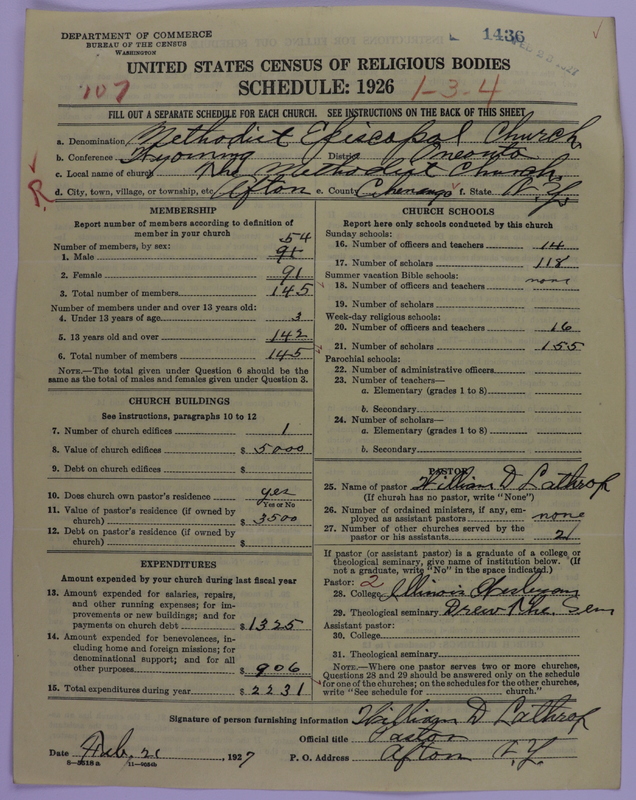 DEPARTMENT OF COMMERCE
BUREAU OF THE CENSUS
WASHINGTON
1436
UNITED STATES CENSUS OF RELIGIOUS BODIES
107 SCHEDULE: 1926 1-3-4
FILL OUT A SEPARATE SCHEDULE FOR EACH CHURCH. SEE INSTRUCTIONS ON THE BACK OF THIS SHEET
a. Denomination Methodist Episcopal Church
b. Conference Wyoming District Oneonta
c. Local name of church The Methodist Church
R d. City, town, village, or township, etc. Afton e. County Chenango f. State N.Y.
MEMBERSHIP
Report number of members according to definition of
member in your church
Number of members, by sex: 54
1. Male 91
2. Female 91
3. Total number of members 145
Number of members under and over 13 years old:
4. Under 13 years of age 3
5. 13 years old and over 142
6. Total number of members 145
NOTE.—The total given under Question 6 should be
same as the total of males and females given under Question 3.
CHURCH BUILDINGS
See instructions, paragraphs 10 to 12
7. Number of church edifices 1
8. Value of church edifices $ 5000
9. Debt on church edifices $
10. Does church own pastor's residence yes
Yes or No
11. Value of pastor's residence (if owned by
church) $ 3500
12. Debt on pastor's residence (if owned by
church) $
EXPENDITURES
Amount expended by your church during last fiscal year
13. Amount expended for salaries, repairs,
and other running expenses; for im-
provements or new buildings; and for
payments on church debt $ 1325
14. Amount expended for benevolences, in-
cluding home and foreign missions; for
denominational support; and for all
other purposes $ 906
15. Total expenditures during year $ 2231
CHURCH SCHOOLS
Report here only schools conducted by this church
Sunday schools:
16. Number of officers and teachers 14
17. Number of scholars 118
Summer vacation Bible schools:
18. Number of officers and teachers none
19. Number of scholars
Week-day religious schools:
20. Number of officers and teachers 16
21. Number of scholars 155
Parochial schools:
22. Number of administrative officers
23. Number of teachers—
a. Elementary (grades 1 to 8)
b. Secondary
24. Number of scholars—
a. Elementary (grades 1 to 8)
b. Secondary
PASTOR
25. Name of pastor William D Lathrop
(If church has no pastor, write "None")
26. Number of ordained ministers, if any, em-
ployed as assistant pastors none
27. Number of other churches served by the
pastor or his assistants 2
If pastor (or assistant pastor) is a graduate of a college or
theological seminary, give name of institution below. (If
not a graduate, write "No" in the space indicated.)
Pastor: 2
28. College Illinois Wesleyan
29. Theological seminary Drew The. Sem
Assistant pastor:
30. College
31. Theological seminary
NOTE.—Where one pastor serves two or more churches,
Questions 28 and 29 should be answered only on the schedule
for one of the churches; on the schedules for the other churches,
write "See schedule for church."
Signature of person furnishing information William D Lathrop
Official title Pastor
Date Feb. 21, 1927 P. O. Address Afton N.Y.
8-5518a